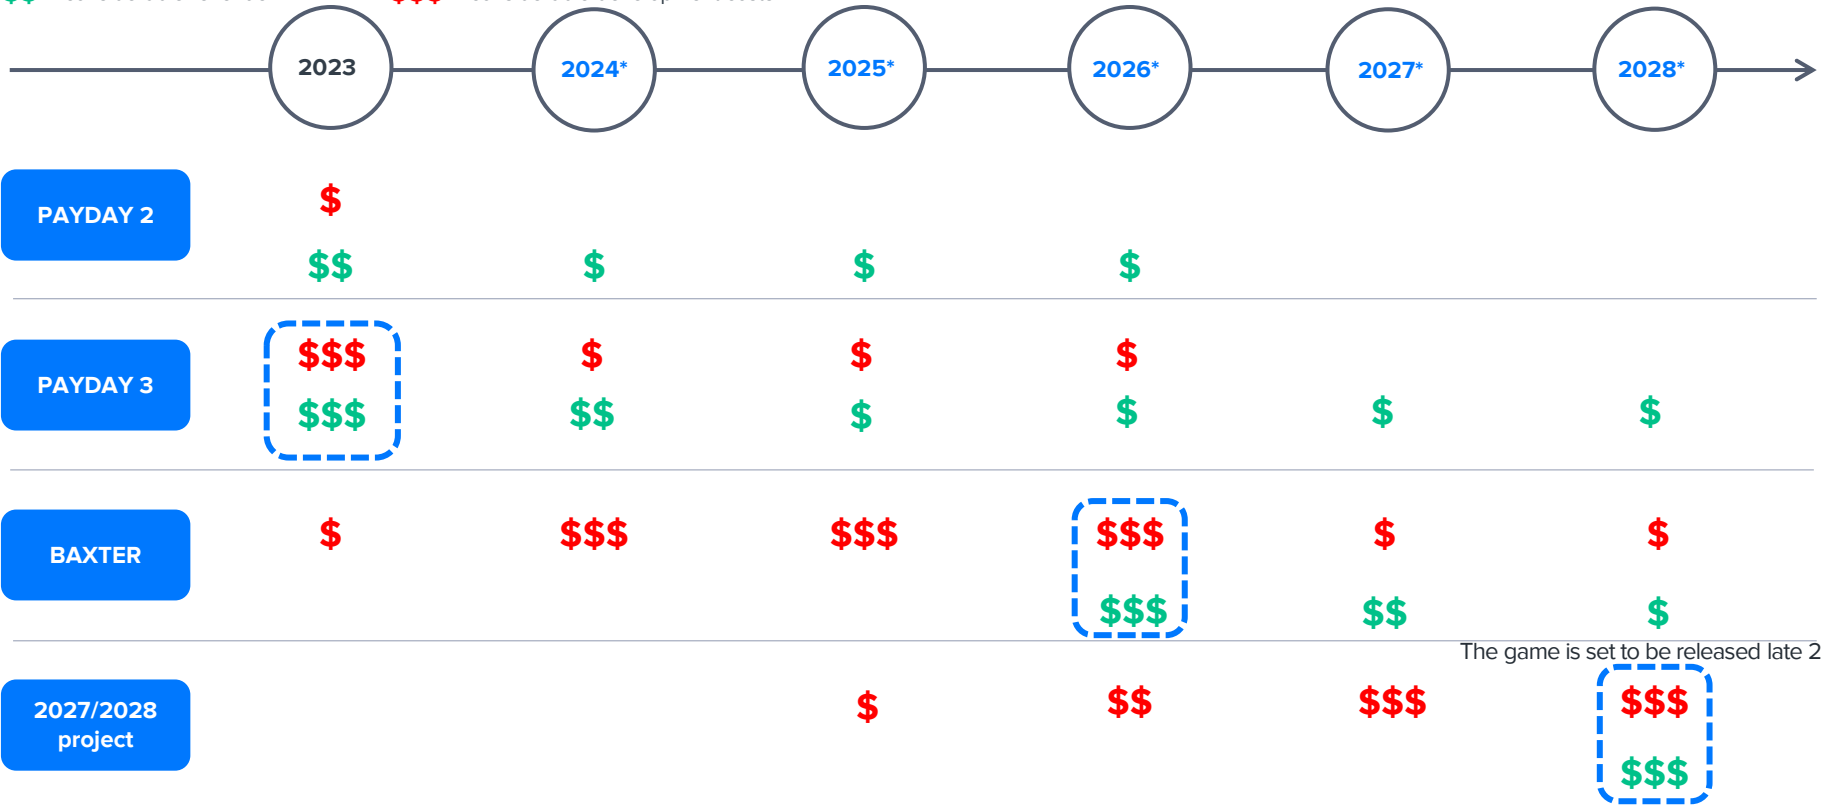 $$ $$$
2023 2024* 2025* 2026* 2027* 2028*
$
PAYDAY 2
$$ $ $ $
$$$ $ $ $
PAYDAY 3
$$$ $$ $ $ $ $
$ $$$ $$$ $$$ $ $
BAXTER
$$$ $$ $
The game is set to be released late 2
$ $$ $$$ $$$
2027/2028
project
$$$